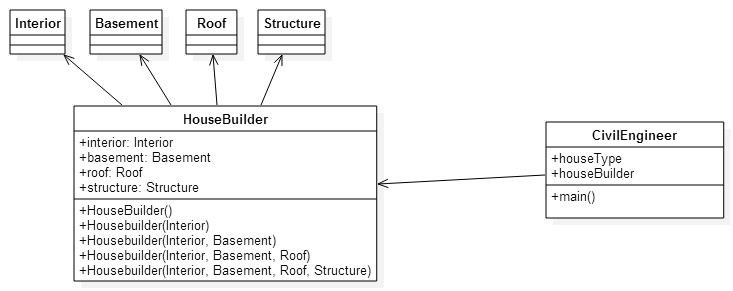 Interior
Basement
Roof
Structure
HouseBuilder
+interior: Interior
+basement: Basement
+roof: Roof
+structure: Structure
+HouseBuilder()
+Housebuilder(Interior)
+Housebuilder(Interior, Basement)
+Housebuilder(Interior, Basement, Roof)
+Housebuilder(Interior, Basement, Roof, Structure)
CivilEngineer
+houseType
+houseBuilder
+main()